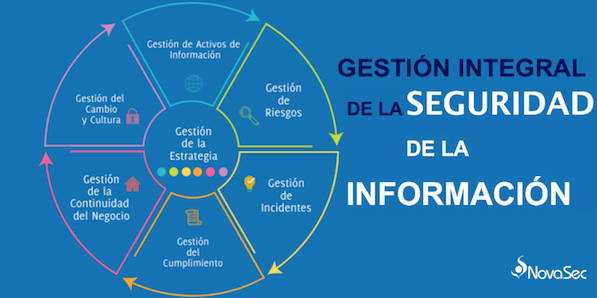 Gestión de Activos de
Información
Gestión
de
Riesgos
Gestión
de
Incidentes
Gestión
del
Cumplimiento
Gestión
de la
Continuidad
del Negocio
Gestión del
Cambio
y Cultura
Gestión
de la
Estrategia
GESTIÓN INTEGRAL
DE LA SEGURIDAD
DE LA
INFORMACIÓN
NovaSec